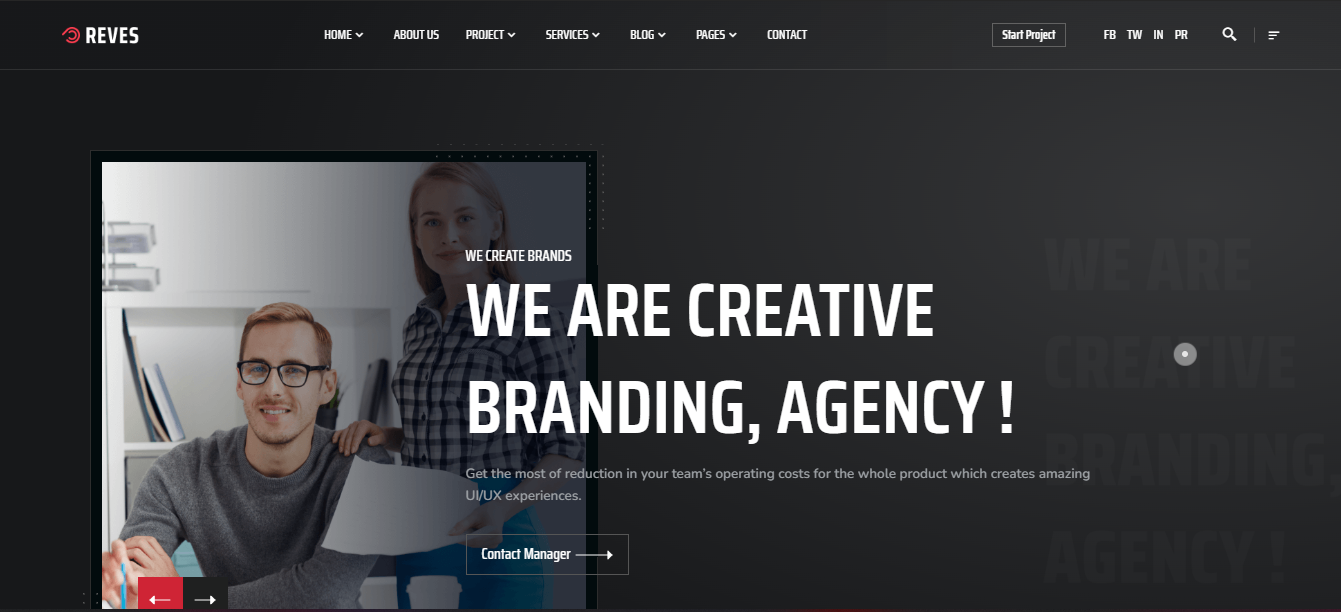 REVES
HOME ABOUT US PROJECT SERVICES BLOG PAGES CONTACT
Start Project
FB TW IN PR
WE CREATE BRANDS
WE ARE CREATIVE
BRANDING, AGENCY !
Get the most of reduction in your team's operating costs for the whole product which creates amazing
UI/UX experiences.
Contact Manager
WE ARE
CREATIVE
BRANDING,
AGENCY !